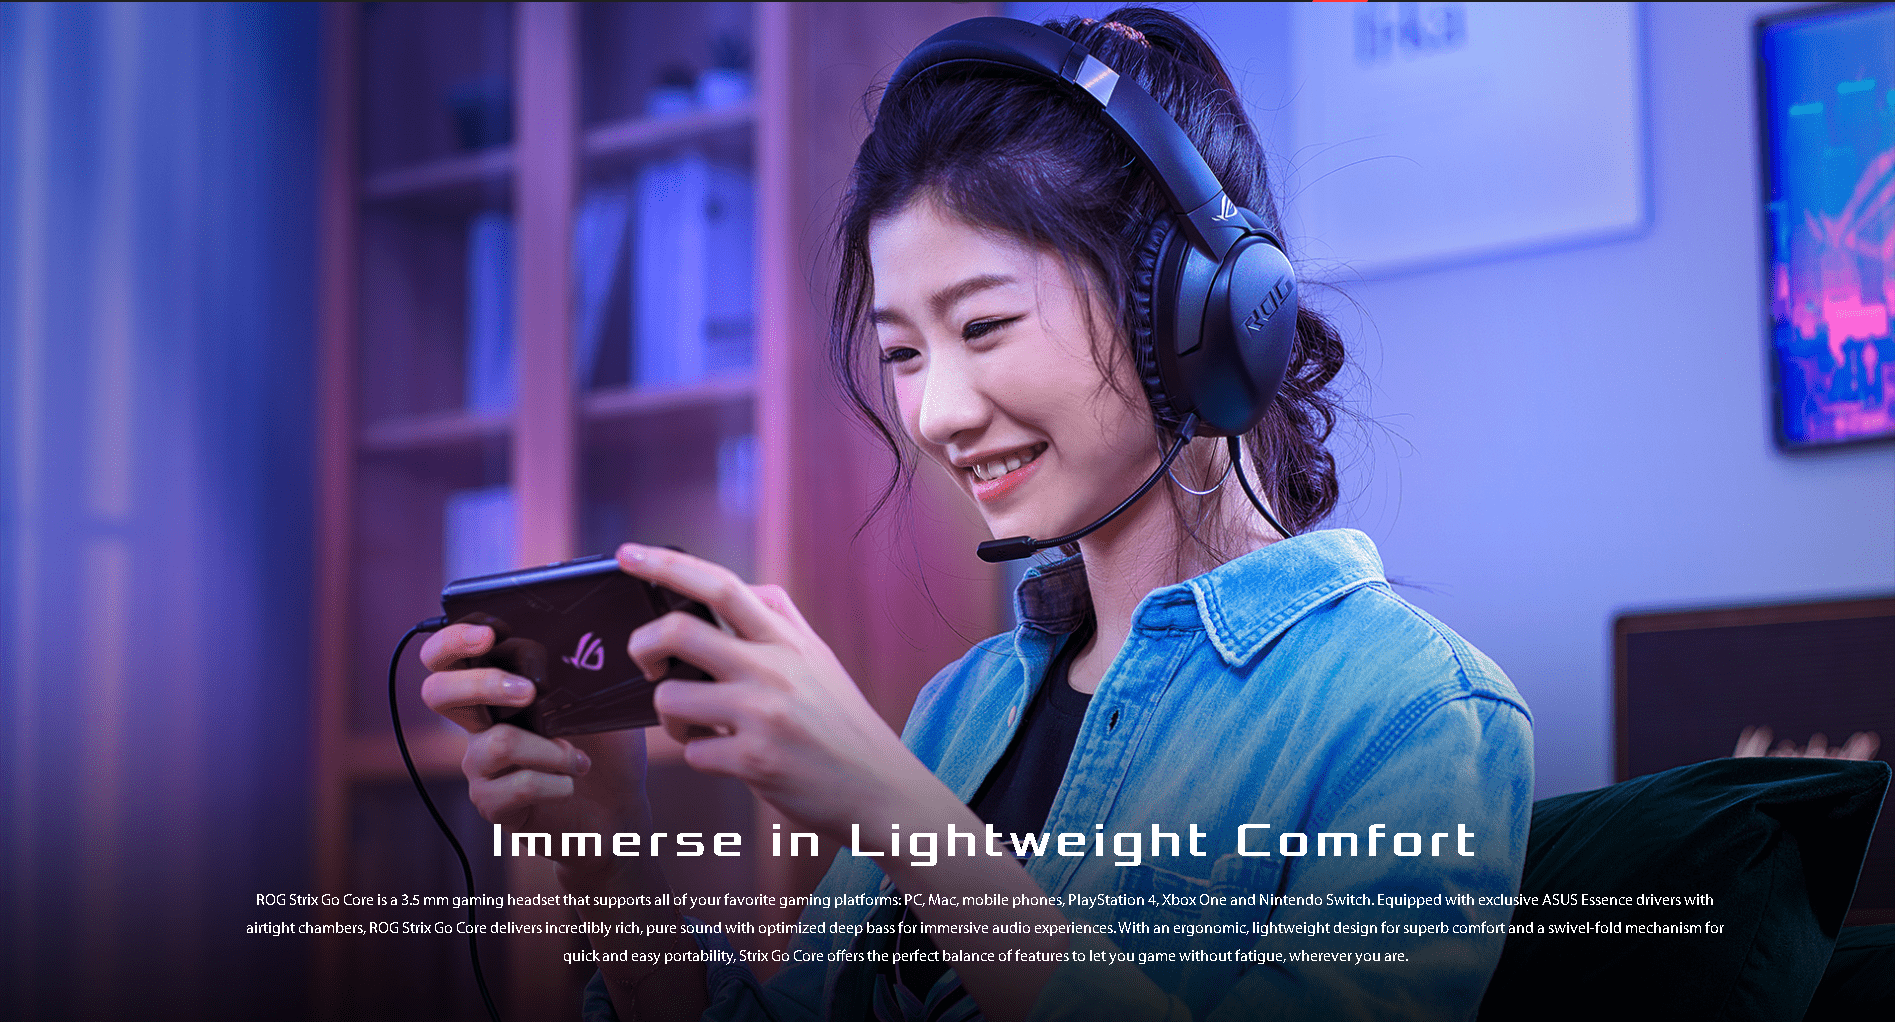 ROG
Immerse in Lightweight Comfort
ROG Strix Go Core is a 3.5 mm gaming headset that supports all of your favorite gaming platforms: PC, Mac, mobile phones, PlayStation 4, Xbox One and Nintendo Switch. Equipped with exclusive ASUS Essence drivers with
airtight chambers, ROG Strix Go Core delivers incredibly rich, pure sound with optimized deep bass for immersive audio experiences. With an ergonomic, lightweight design for superb comfort and a swivel-fold mechanism for
quick and easy portability, Strix Go Core offers the perfect balance of features to let you game without fatigue, wherever you are.